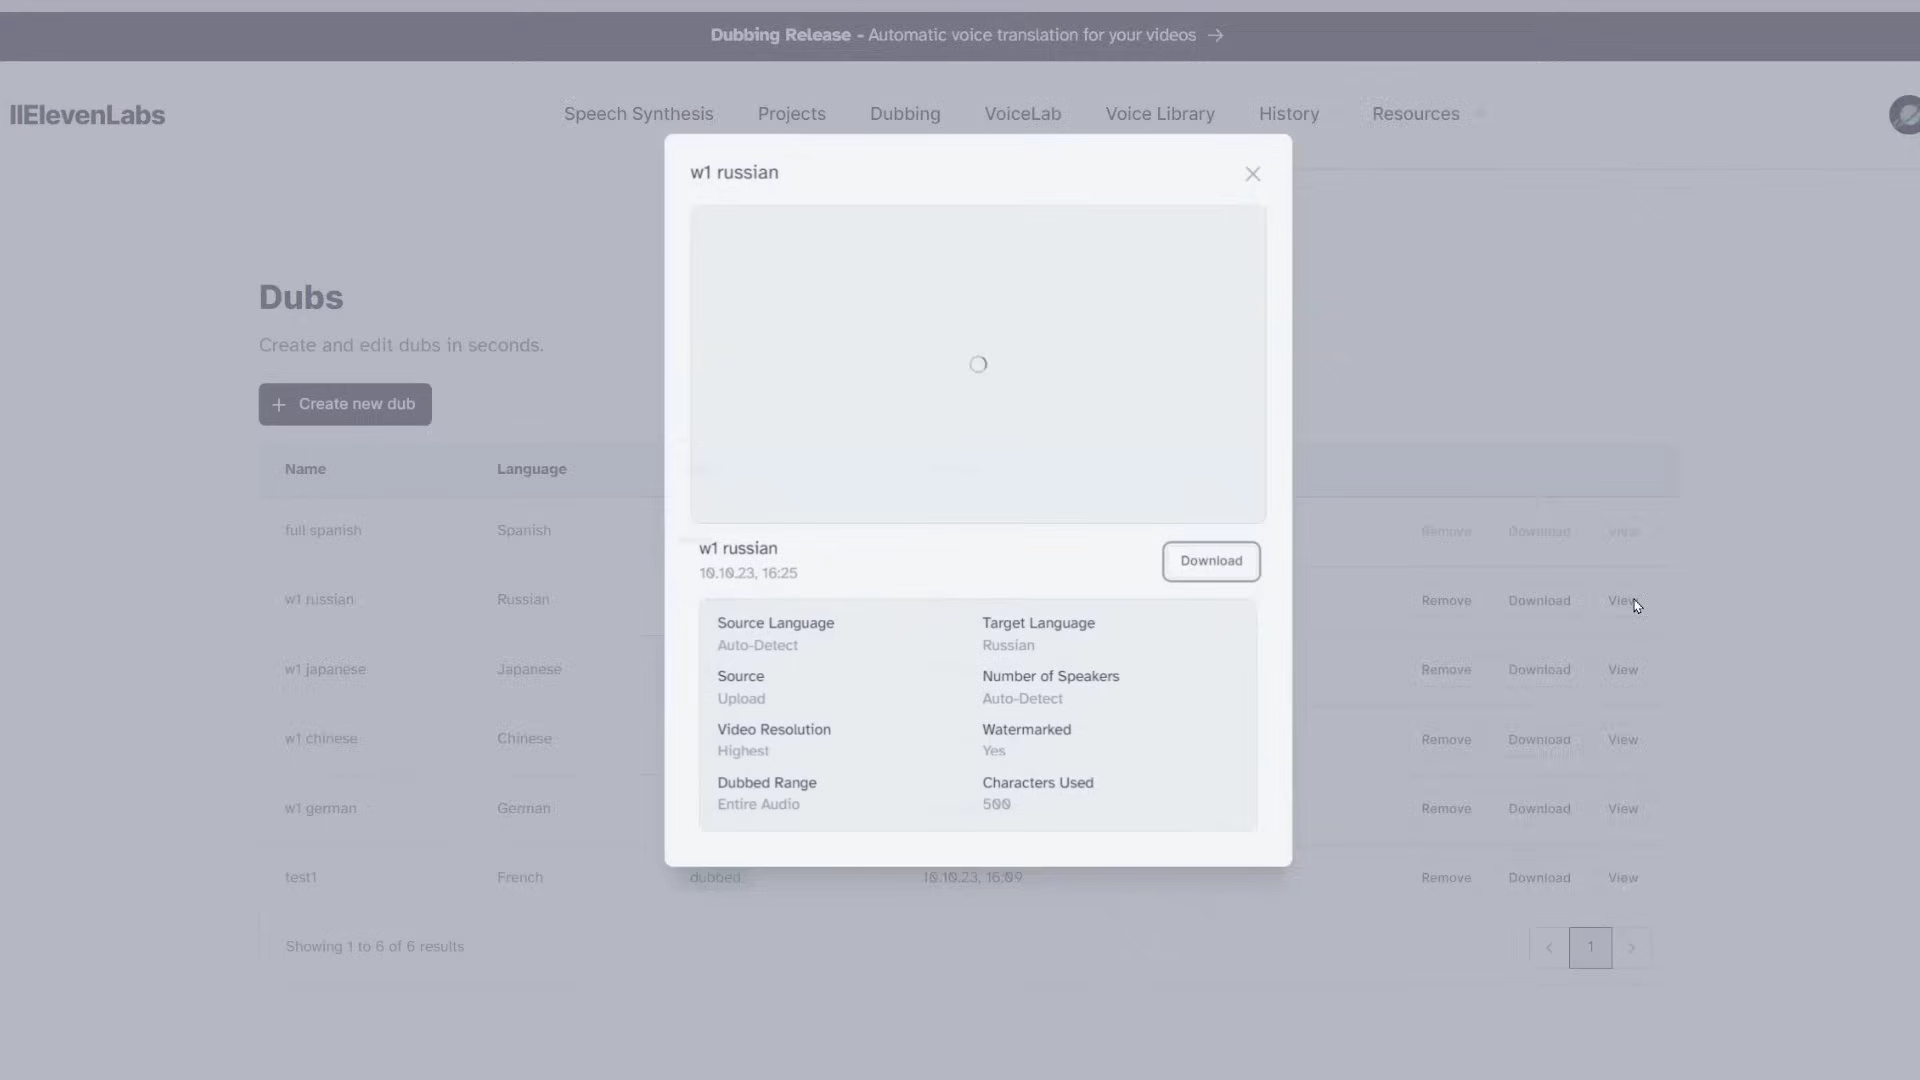 Dubbing Release - Automatic voice translation for your videos →
IIElevenLabs
Speech Synthesis Projects Dubbing VoiceLab Voice Library History Resources
w1 russian
Dubs
Create and edit dubs in seconds.
+ Create new dub
Name Language
full spanish Spanish Remove Download
w1 russian
10.10.23, 16:25
Download
w1 russian Russian Remove Download View
Source Language Target Language
Auto-Detect Russian
w1 japanese Japanese Remove Download View
Source Number of Speakers
Upload Auto-Detect
w1 chinese Chinese Remove Download View
Video Resolution Watermarked
Highest Yes
w1 german German Remove Download View
Dubbed Range Characters Used
Entire Audio 500
test1 French dubbed 10.10.23, 16:09 Remove Download View
Showing 1 to 6 of 6 results
< 1 >